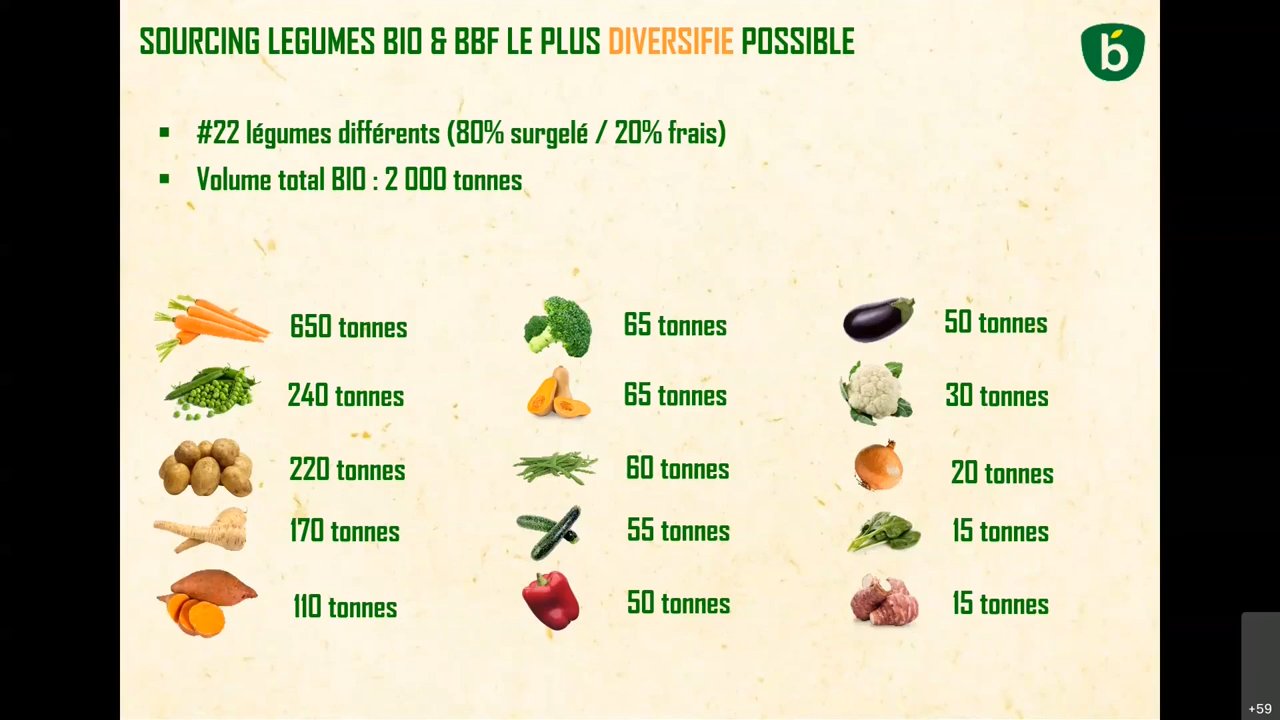 SOURCING LEGUMES BIO & BBF LE PLUS DIVERSIFIE POSSIBLE
b
#22 légumes différents (80% surgelé / 20% frais)
Volume total BIO : 2 000 tonnes
650 tonnes
240 tonnes
220 tonnes
170 tonnes
110 tonnes
65 tonnes
65 tonnes
60 tonnes
55 tonnes
50 tonnes
50 tonnes
30 tonnes
20 tonnes
15 tonnes
15 tonnes
+59